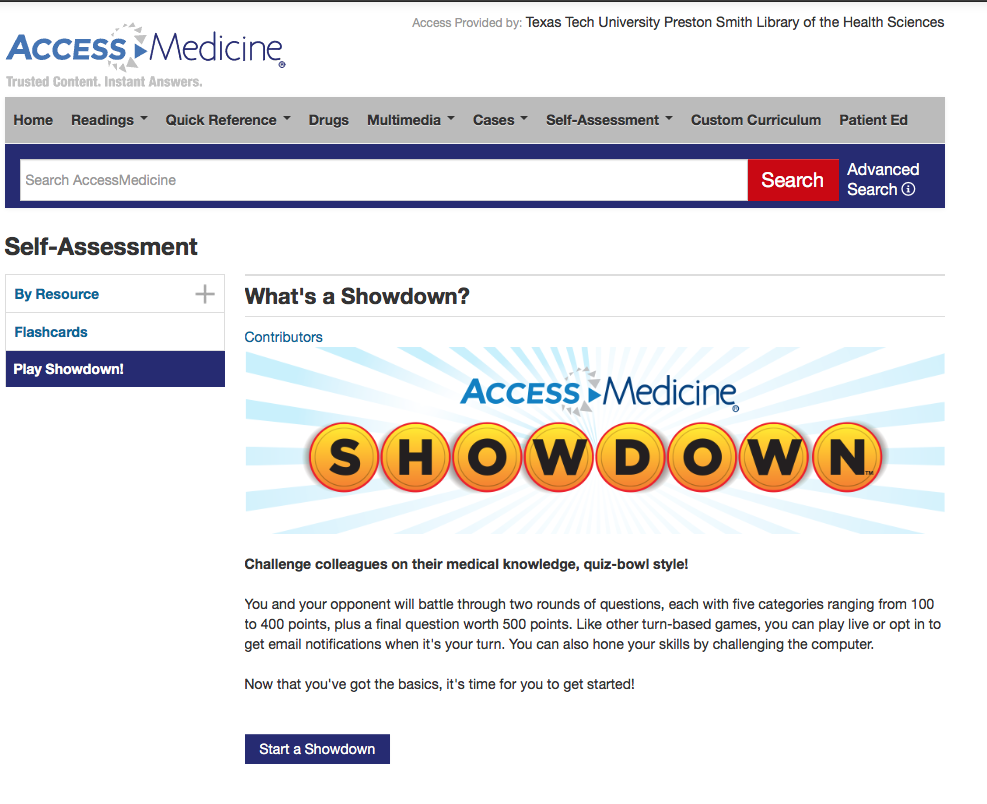 Access Provided by: Texas Tech University Preston Smith Library of the Health Sciences
ACCESS Medicine®
Trusted Content. Instant Answers.
Home Readings Quick Reference Drugs Multimedia Cases Self-Assessment Custom Curriculum Patient Ed
Search AccessMedicine Search Advanced
Search
Self-Assessment
By Resource
Flashcards
Play Showdown!
What's a Showdown?
Contributors
ACCESS Medicine®
SHOWDOWN™
Challenge colleagues on their medical knowledge, quiz-bowl style!
You and your opponent will battle through two rounds of questions, each with five categories ranging from 100
to 400 points, plus a final question worth 500 points. Like other turn-based games, you can play live or opt in to
get email notifications when it's your turn. You can also hone your skills by challenging the computer.
Now that you've got the basics, it's time for you to get started!
Start a Showdown